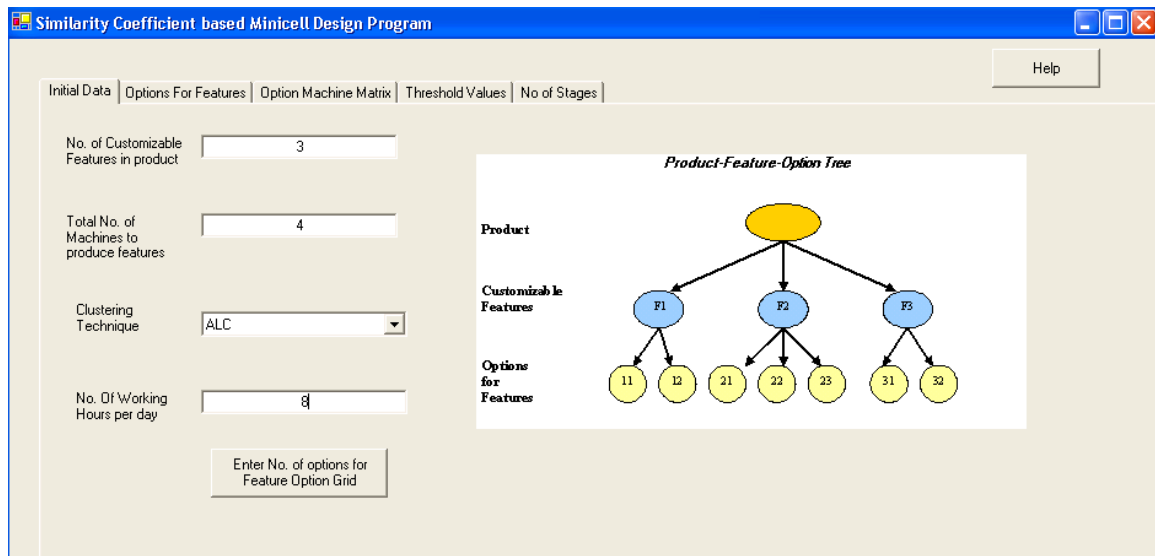 Similarity Coefficient based Minicell Design Program
Help
Initial Data
Options For Features
Option Machine Matrix
Threshold Values
No of Stages
No. of Customizable
Features in product
3
Total No. of
Machines to
produce features
4
Clustering
Technique
ALC
No. Of Working
Hours per day
8
Enter No. of options for
Feature Option Grid
Product-Feature-Option Tree
Product
Customizable
Features
F1
F2
F3
Options
for
Features
11
12
21
22
23
31
32